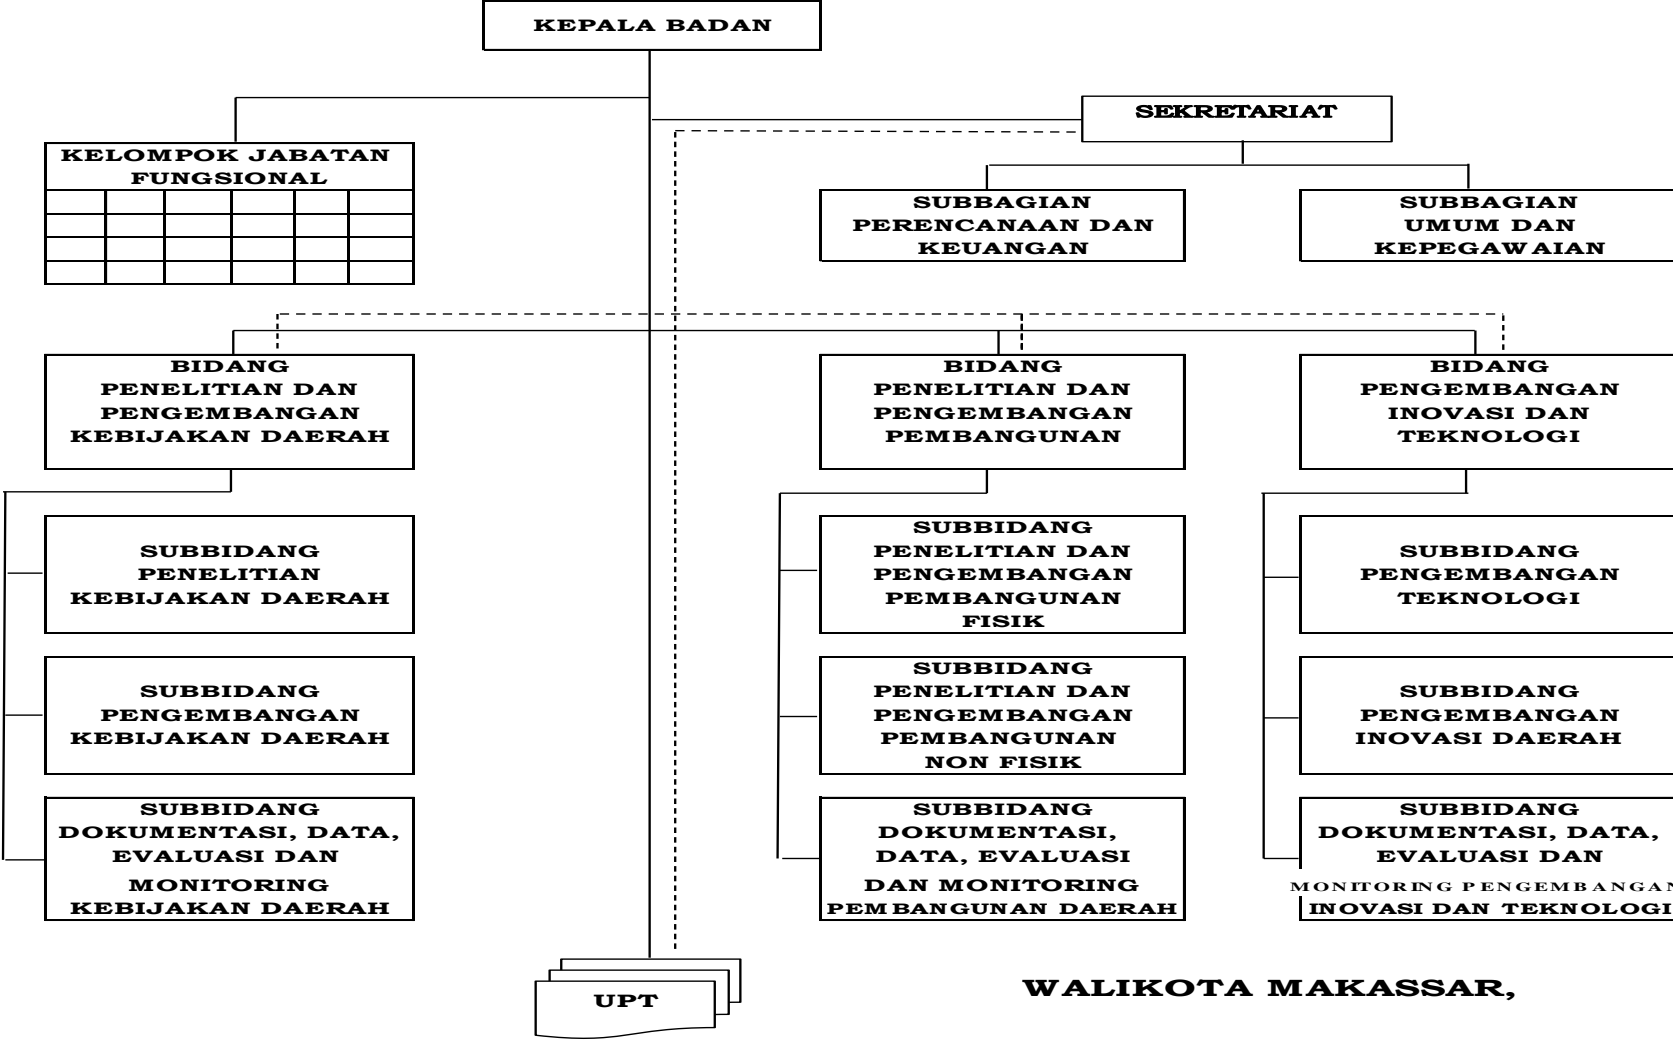 KEPALA BADAN
SEKRETARIAT
KELOMPOK JABATAN
FUNGSIONAL
SUBBAGIAN
PERENCANAAN DAN
KEUANGAN
SUBBAGIAN
UMUM DAN
KEPEGAWAIAN
BIDANG
PENELITIAN DAN
PENGEMBANGAN
KEBIJAKAN DAERAH
BIDANG
PENELITIAN DAN
PENGEMBANGAN
PEMBANGUNAN
BIDANG
PENGEMBANGAN
INOVASI DAN
TEKNOLOGI
SUBBIDANG
PENELITIAN
KEBIJAKAN DAERAH
SUBBIDANG
PENELITIAN DAN
PENGEMBANGAN
PEMBANGUNAN
FISIK
SUBBIDANG
PENGEMBANGAN
TEKNOLOGI
SUBBIDANG
PENGEMBANGAN
KEBIJAKAN DAERAH
SUBBIDANG
PENELITIAN DAN
PENGEMBANGAN
PEMBANGUNAN
NON FISIK
SUBBIDANG
PENGEMBANGAN
INOVASI DAERAH
SUBBIDANG
DOKUMENTASI, DATA,
EVALUASI DAN
MONITORING
KEBIJAKAN DAERAH
SUBBIDANG
DOKUMENTASI,
DATA, EVALUASI
DAN MONITORING
PEMBANGUNAN DAERAH
SUBBIDANG
DOKUMENTASI, DATA,
EVALUASI DAN
MONITORING PENGEMBANGAN
INOVASI DAN TEKNOLOGI
UPT
WALIKOTA MAKASSAR,